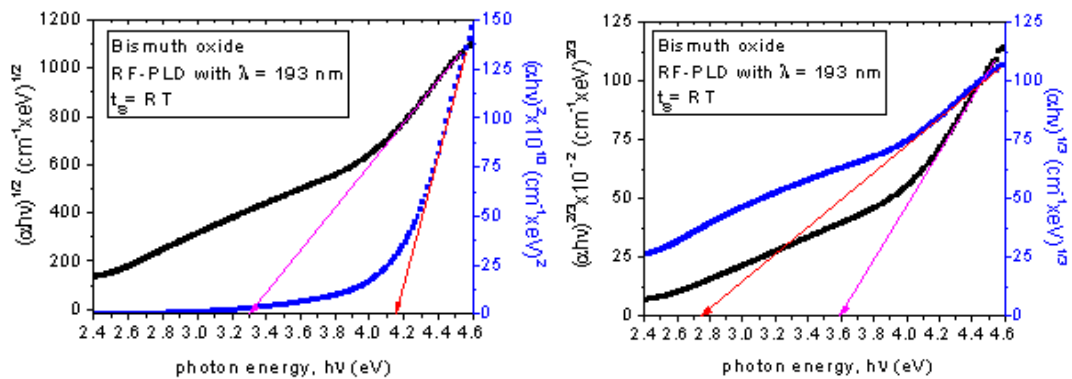 Bismuth oxide
RF-PLD with λ = 193 nm
tₛ= RT
(αhν)^1/2 (cm^-1xeV)^1/2
1200
1000
800
600
400
200
0
2.4 2.6 2.8 3.0 3.2 3.4 3.6 3.8 4.0 4.2 4.4 4.6
photon energy, hν (eV)
150
125
100
75
50
25
0
(αhν)^2x10^10 (cm^-1xeV)^2
Bismuth oxide
RF-PLD with λ = 193 nm
tₛ= RT
(αhν)^2/3x10^-2 (cm^-1xeV)^2/3
125
100
75
50
25
0
2.4 2.6 2.8 3.0 3.2 3.4 3.6 3.8 4.0 4.2 4.4 4.6
photon energy, hν (eV)
125
100
75
50
25
0
(αhν)^1/3 (cm^-1xeV)^1/3